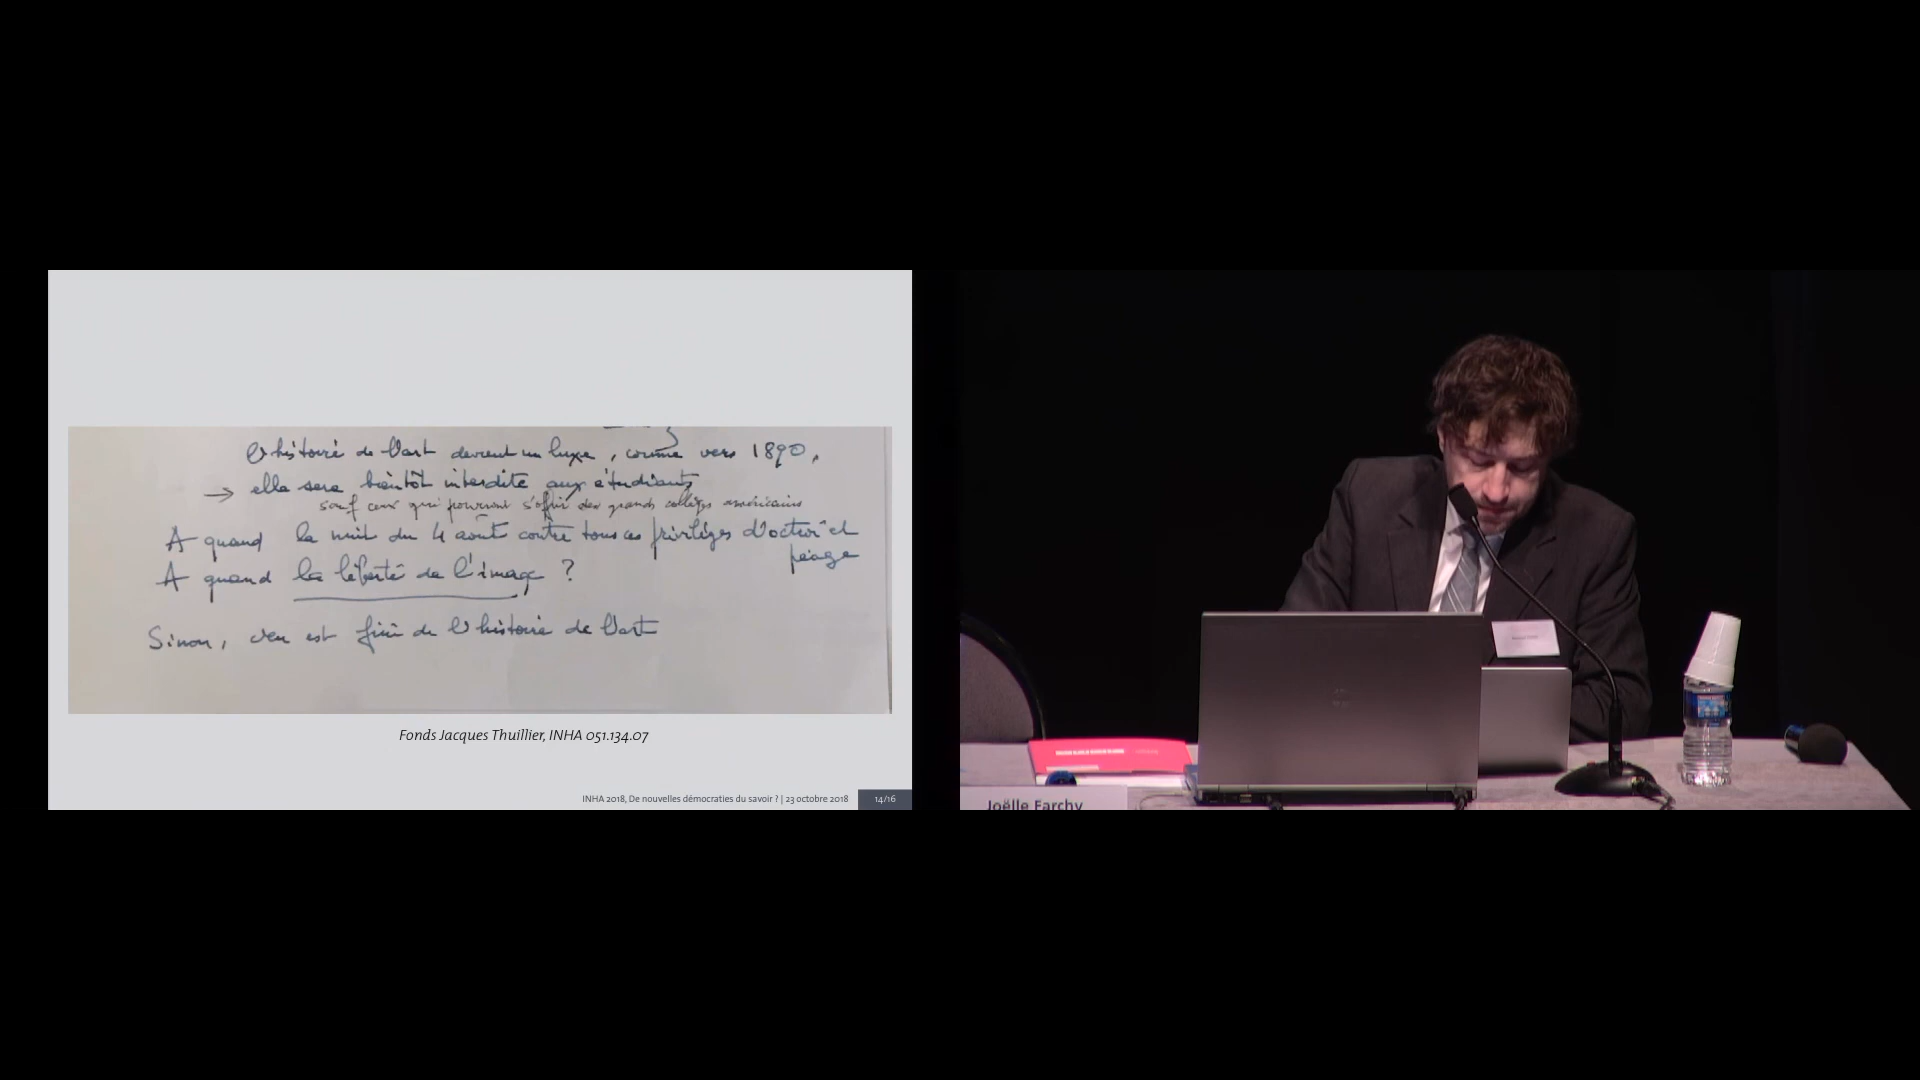 l'histoire de l'art devient un luxe, comme vers 1890,
→ elle sera bientôt interdite aux étudiants
sauf ceux qui pourront s'offrir des grands collèges américains
A quand la nuit du 4 août contre tous ces privilèges d'octroi et
péage
A quand la liberté de l'image ?
Sinon, c'en est fini de l'histoire de l'art
Fonds Jacques Thuillier, INHA 051.134.07
INHA 2018, De nouvelles démocraties du savoir ? | 23 octobre 2018
14/16
Joëlle Farchy